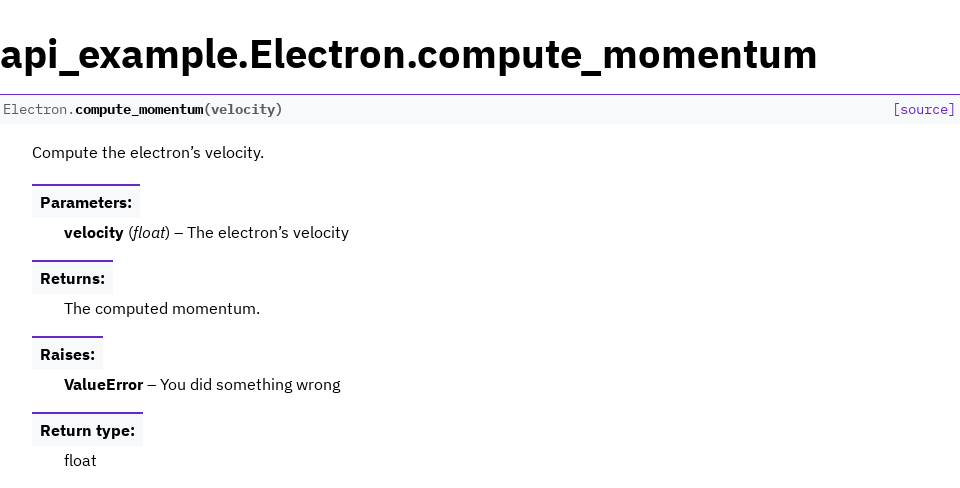 api_example.Electron.compute_momentum
Electron.compute_momentum(velocity) [source]
Compute the electron’s velocity.
Parameters:
velocity (float) – The electron’s velocity
Returns:
The computed momentum.
Raises:
ValueError – You did something wrong
Return type:
float